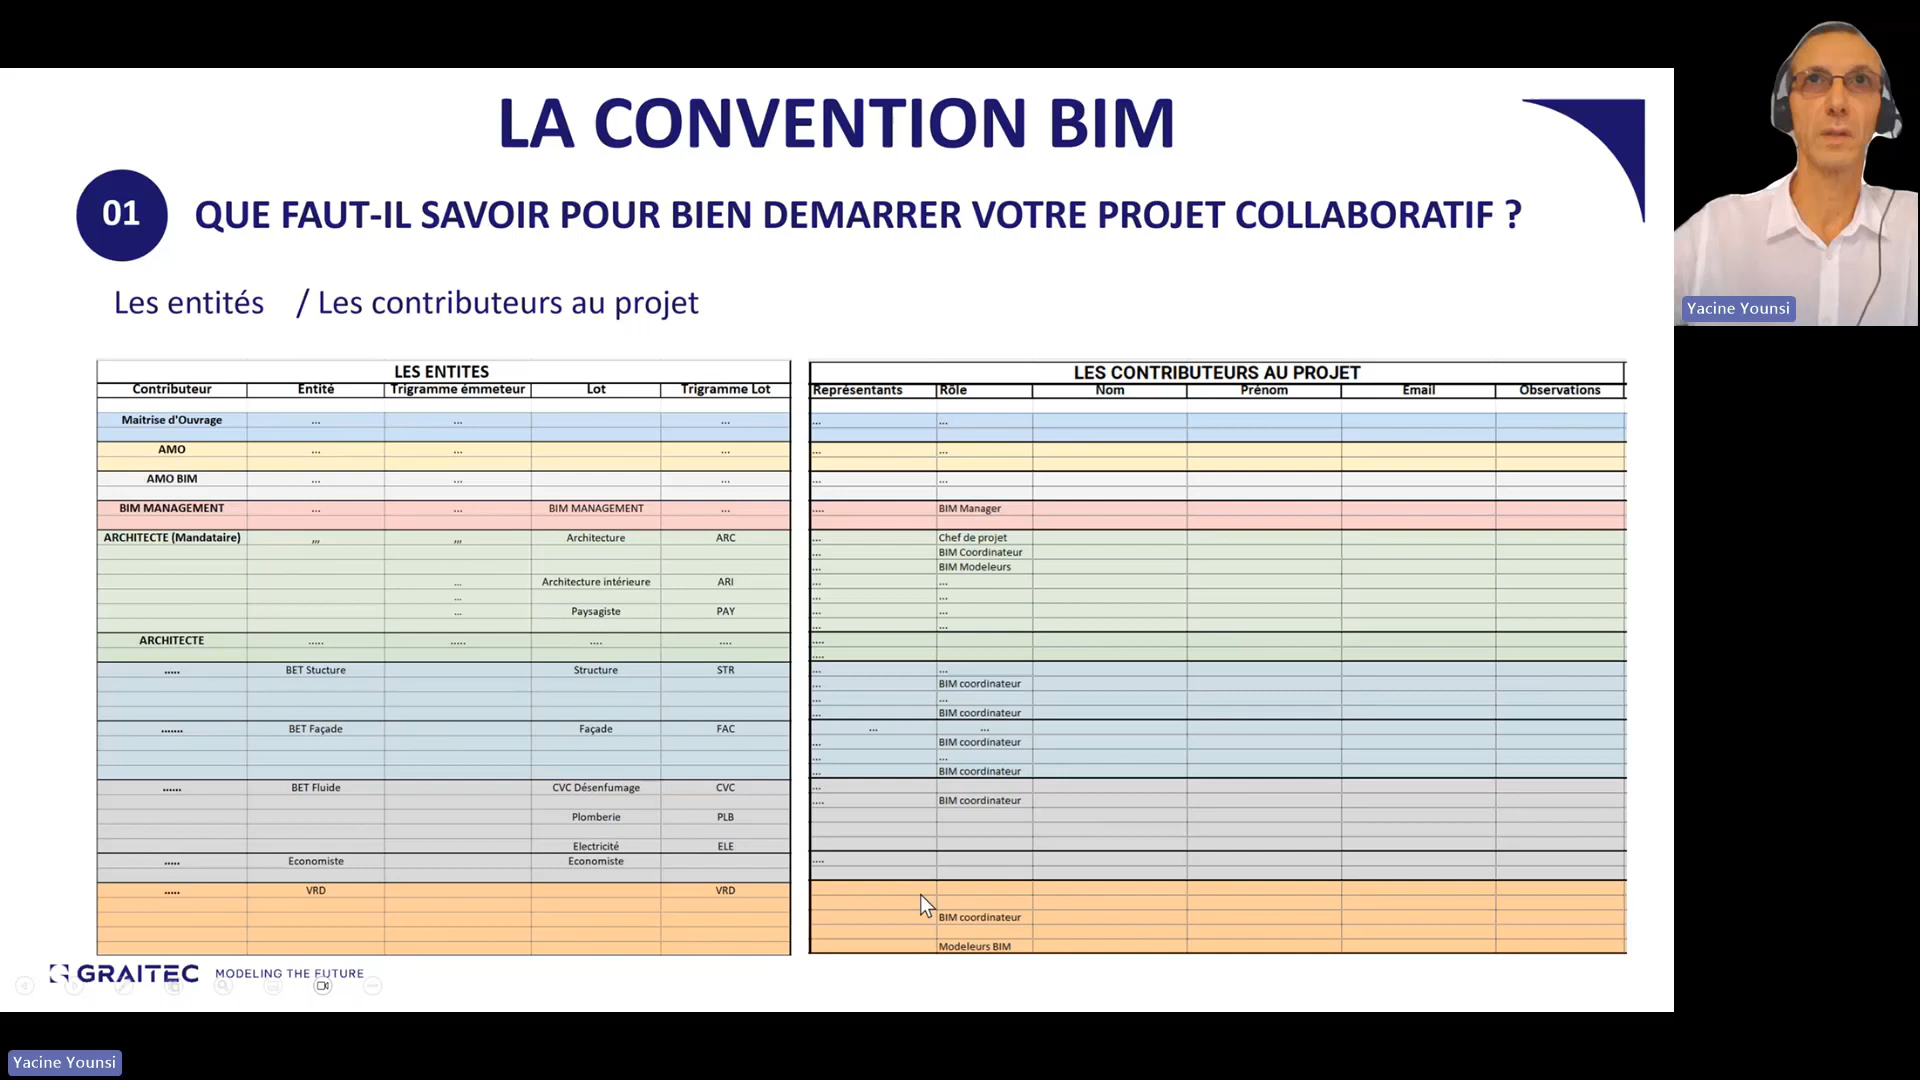 LA CONVENTION BIM
01
QUE FAUT-IL SAVOIR POUR BIEN DEMARRER VOTRE PROJET COLLABORATIF ?
Les entités / Les contributeurs au projet
LES ENTITES
Contributeur Entité Trigramme émmeteur Lot Trigramme Lot
Maitrise d'Ouvrage ... ... ...
AMO ... ... ...
AMO BIM ... ... ...
BIM MANAGEMENT ... ... BIM MANAGEMENT ...
ARCHITECTE (Mandataire) ,,, ,,, Architecture ARC
... Architecture intérieure ARI
...
... Paysagiste PAY
ARCHITECTE ..... ..... .... ....
..... BET Stucture Structure STR
....... BET Façade Façade FAC
...... BET Fluide CVC Désenfumage CVC
Plomberie PLB
Electricité ELE
..... Economiste Economiste
..... VRD VRD
LES CONTRIBUTEURS AU PROJET
Représentants Rôle Nom Prénom Email Observations
... ...
... ...
... ...
.... BIM Manager
... Chef de projet
... BIM Coordinateur
... BIM Modeleurs
... ...
... ...
... ...
... ...
....
....
... ...
... BIM coordinateur
... ...
... BIM coordinateur
... ...
... BIM coordinateur
... ...
... BIM coordinateur
...
.... BIM coordinateur
....
BIM coordinateur
Modeleurs BIM
GRAITEC MODELING THE FUTURE
Yacine Younsi
Yacine Younsi